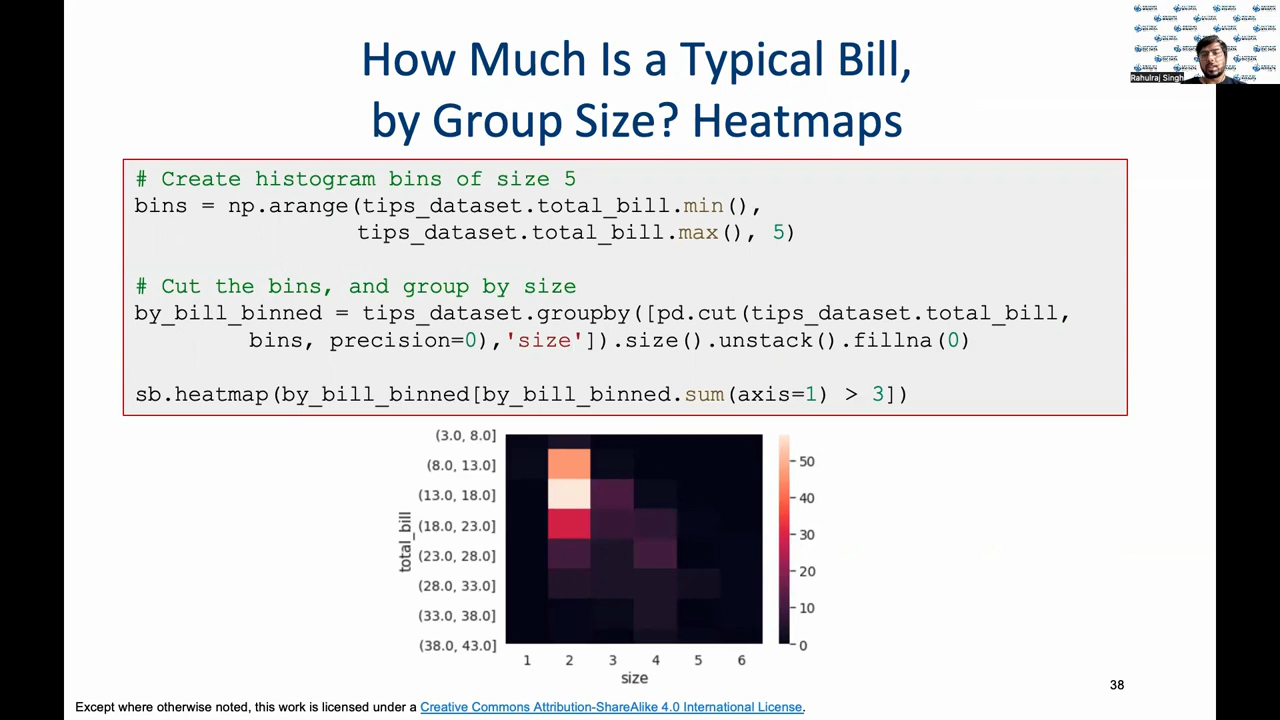 How Much Is a Typical Bill,
by Group Size? Heatmaps
Rahulraj Singh
# Create histogram bins of size 5
bins = np.arange(tips_dataset.total_bill.min(),
tips_dataset.total_bill.max(), 5)
# Cut the bins, and group by size
by_bill_binned = tips_dataset.groupby([pd.cut(tips_dataset.total_bill,
bins, precision=0),'size']).size().unstack().fillna(0)
sb.heatmap(by_bill_binned[by_bill_binned.sum(axis=1) > 3])
(3.0, 8.0]
(8.0, 13.0]
(13.0, 18.0]
(18.0, 23.0]
(23.0, 28.0]
(28.0, 33.0]
(33.0, 38.0]
(38.0, 43.0]
total_bill
1 2 3 4 5 6
size
50
40
30
20
10
0
38
Except where otherwise noted, this work is licensed under a Creative Commons Attribution-ShareAlike 4.0 International License.